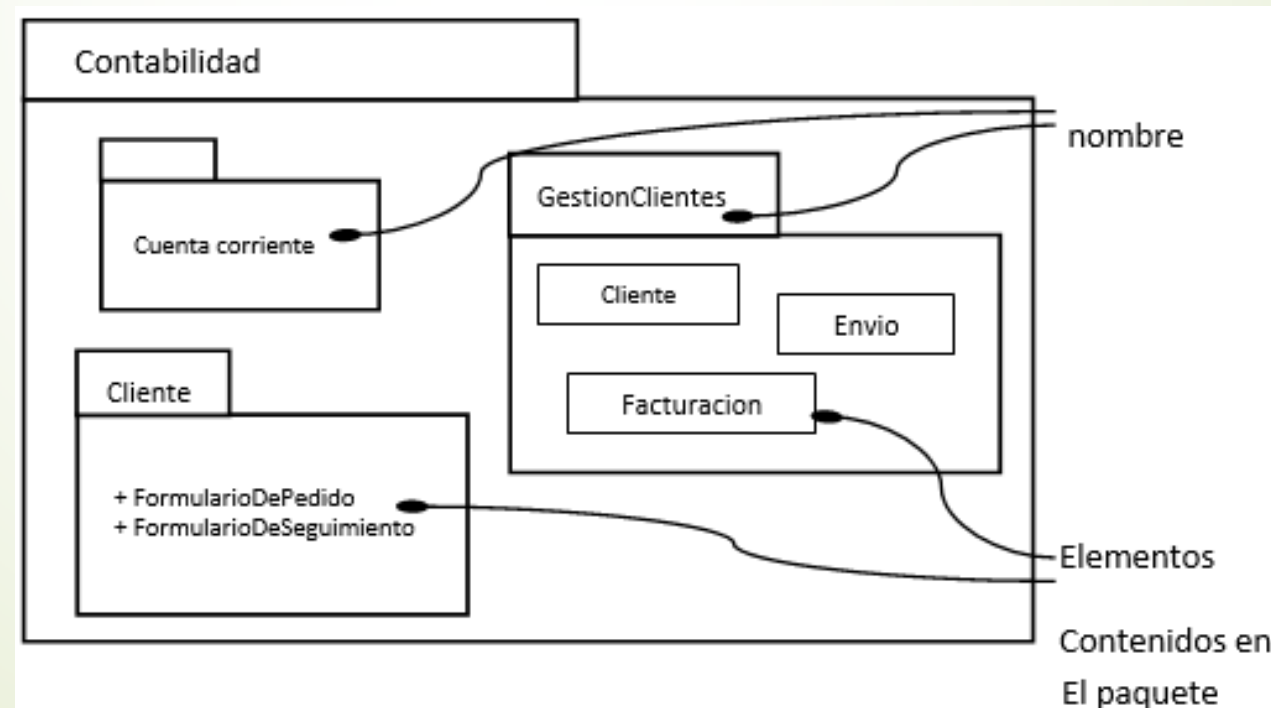 Contabilidad
nombre
GestionClientes
Cuenta corriente
Cliente
Envio
Cliente
Facturacion
+ FormularioDePedido
+ FormularioDeSeguimiento
Elementos
Contenidos en
El paquete